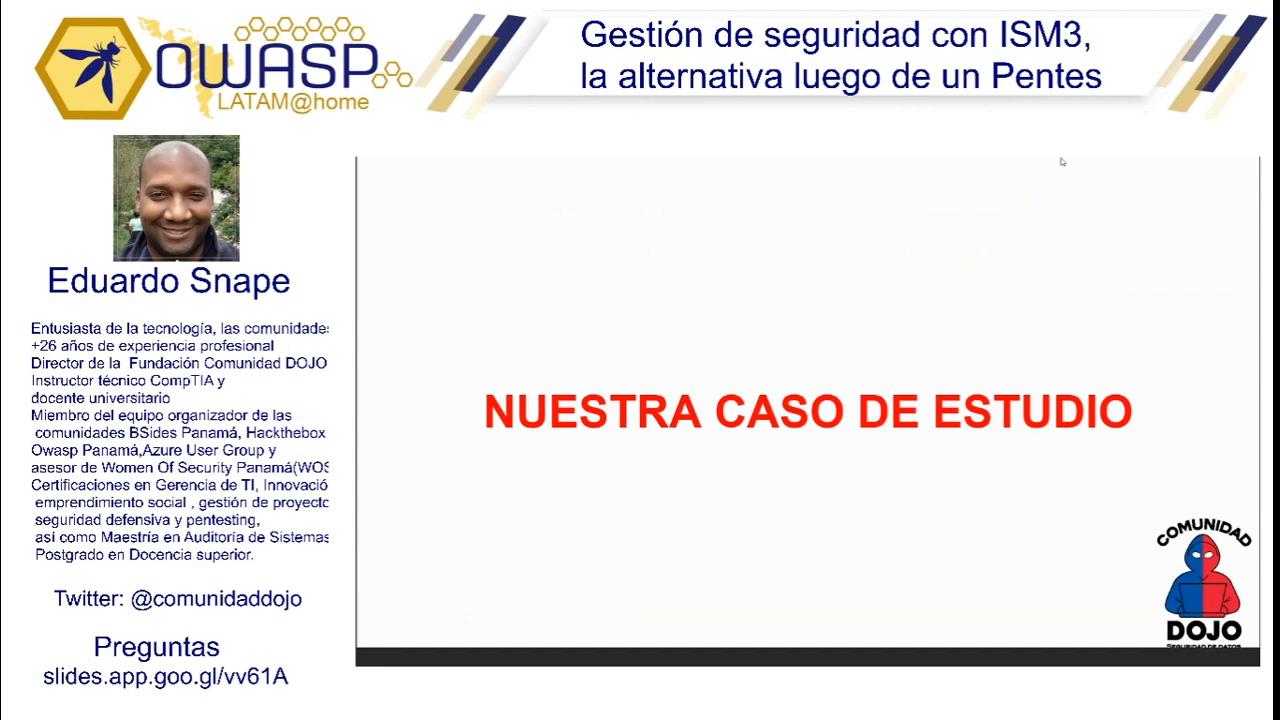 OWASP
LATAM@home
Gestión de seguridad con ISM3,
la alternativa luego de un Pentes
Eduardo Snape
Entusiasta de la tecnología, las comunidades
+26 años de experiencia profesional
Director de la Fundación Comunidad DOJO
Instructor técnico CompTIA y
docente universitario
Miembro del equipo organizador de las
comunidades BSides Panamá, Hackthebox
Owasp Panamá,Azure User Group y
asesor de Women Of Security Panamá(WOS
Certificaciones en Gerencia de TI, Innovació
emprendimiento social , gestión de proyecto
seguridad defensiva y pentesting,
así como Maestría en Auditoría de Sistemas
Postgrado en Docencia superior.
Twitter: @comunidaddojo
Preguntas
slides.app.goo.gl/vv61A
NUESTRA CASO DE ESTUDIO
COMUNIDAD
DOJO
SEGURIDAD DE DATOS